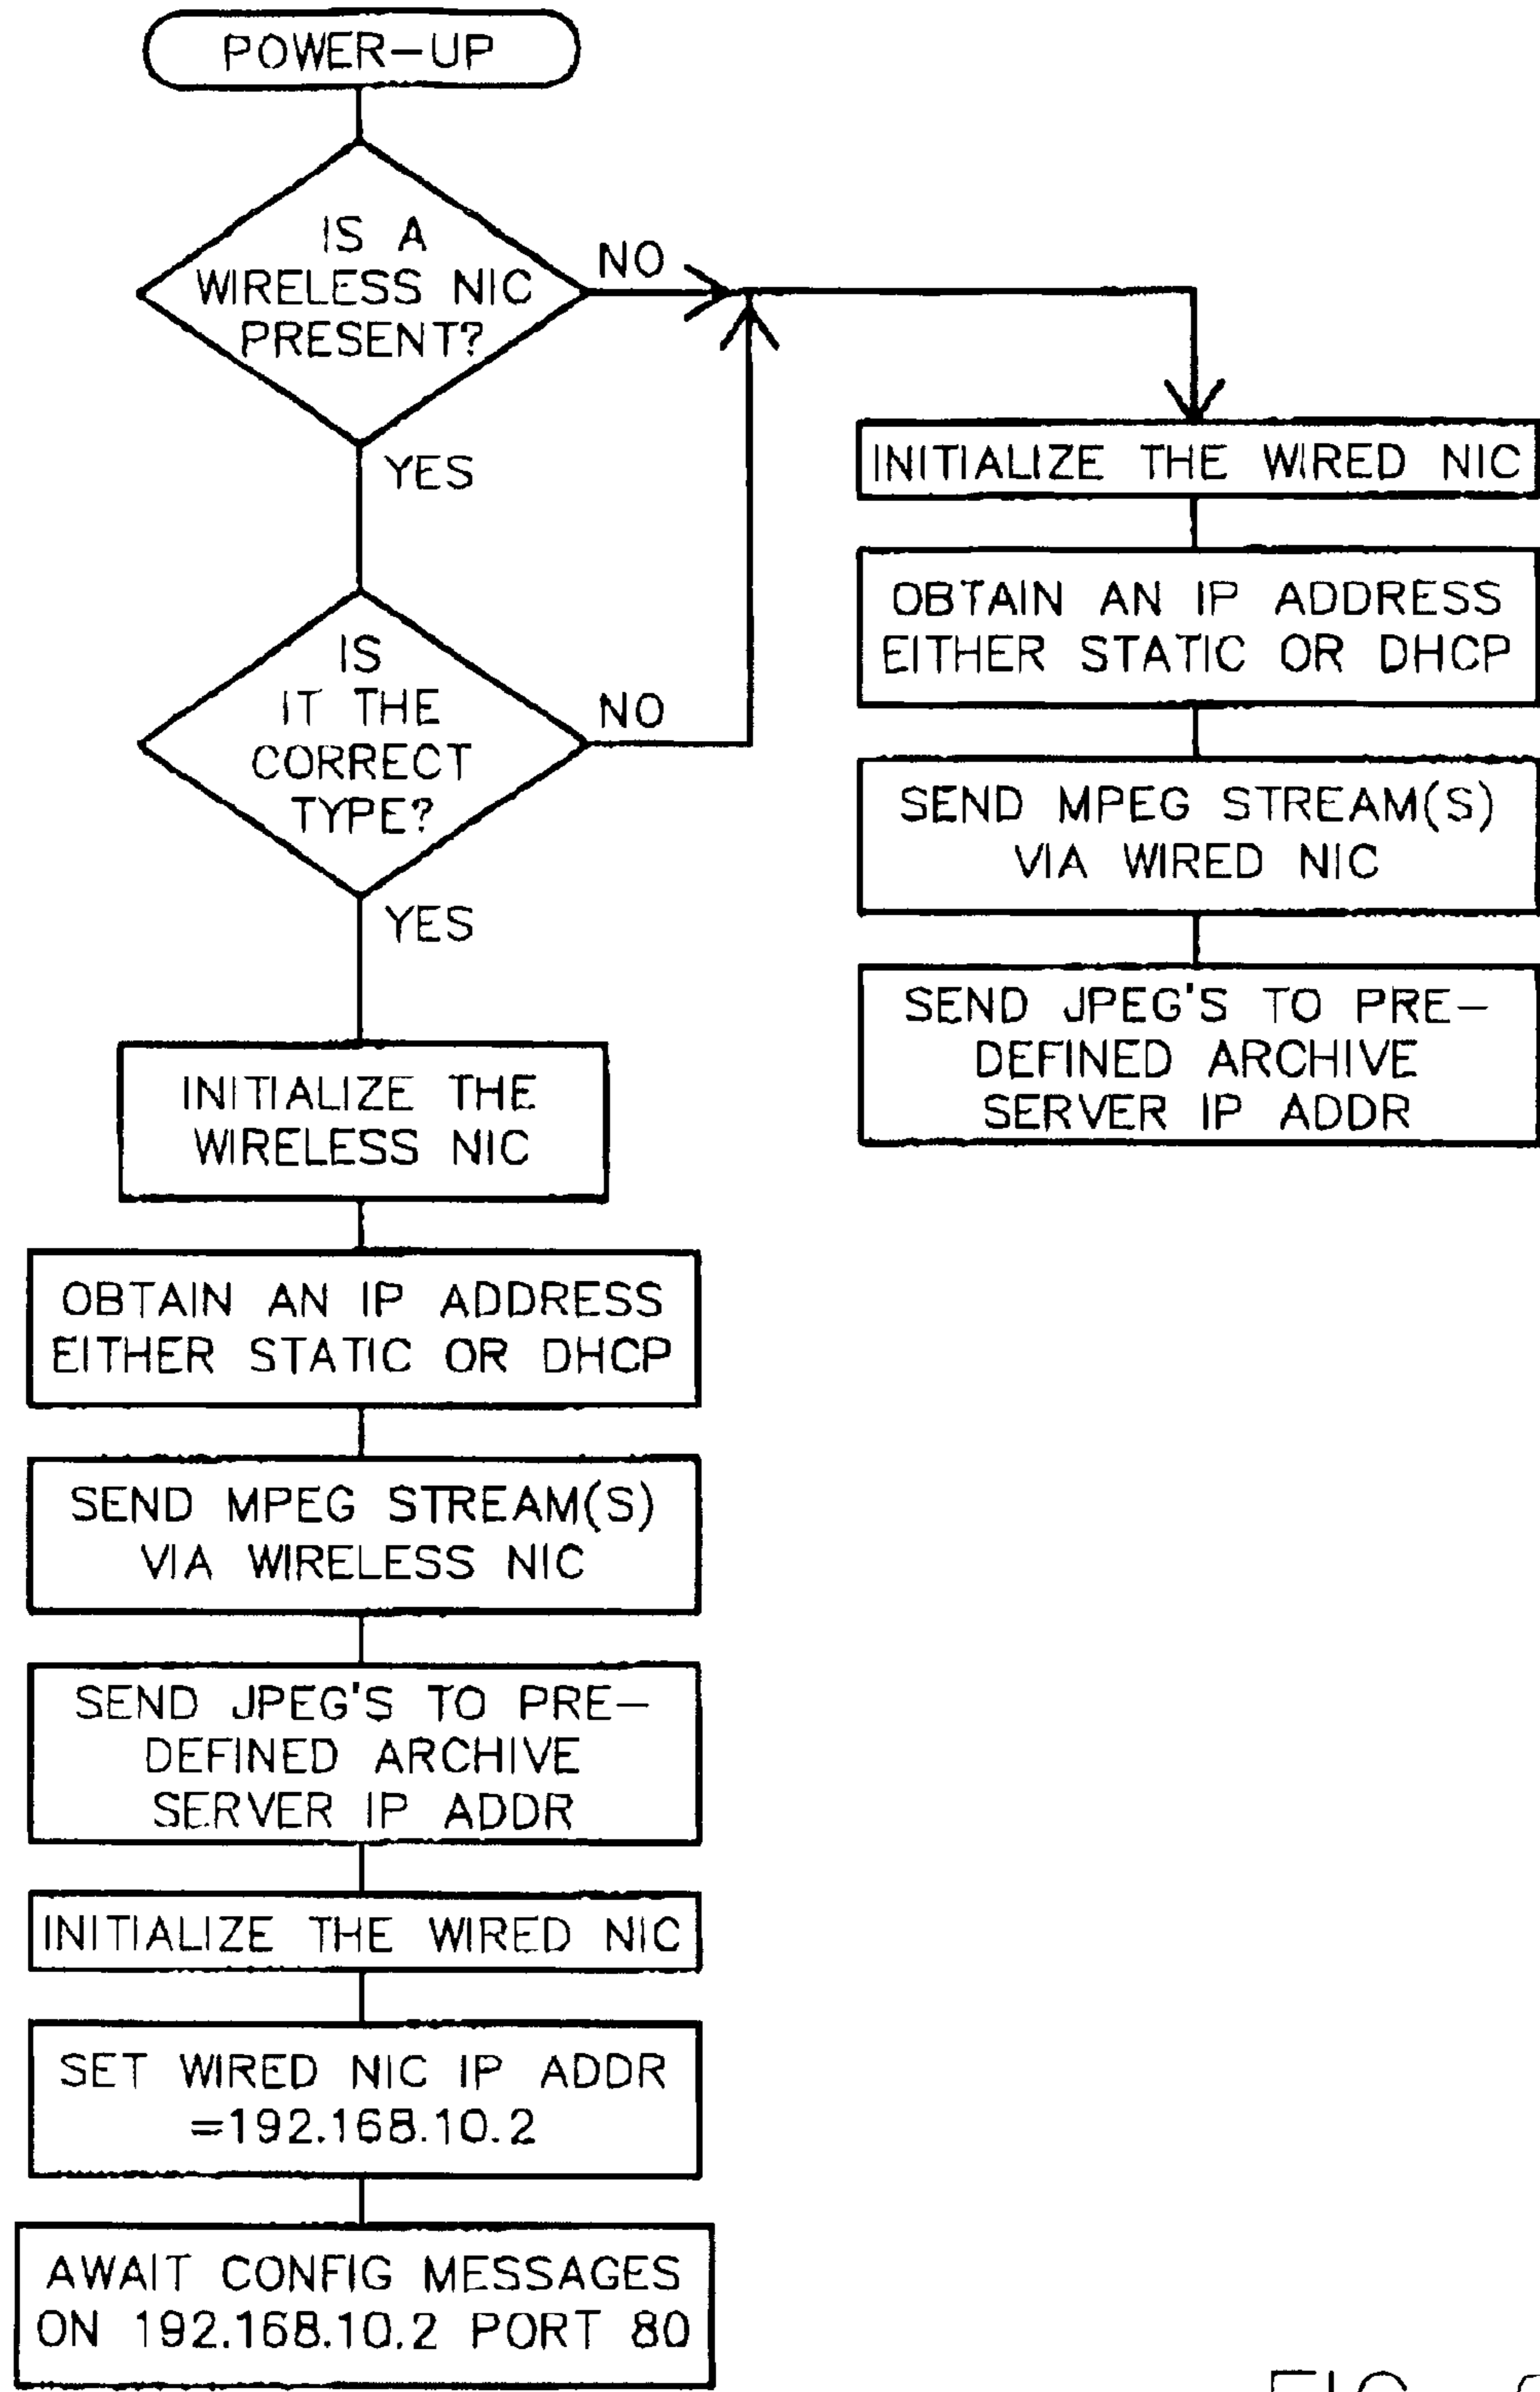 POWER-UP
IS A
WIRELESS NIC
PRESENT?
NO
YES
IS
IT THE
CORRECT
TYPE?
NO
YES
INITIALIZE THE
WIRELESS NIC
OBTAIN AN IP ADDRESS
EITHER STATIC OR DHCP
SEND MPEG STREAM(S)
VIA WIRELESS NIC
SEND JPEG'S TO PRE-
DEFINED ARCHIVE
SERVER IP ADDR
INITIALIZE THE WIRED NIC
SET WIRED NIC IP ADDR
=192.168.10.2
AWAIT CONFIG MESSAGES
ON 192.168.10.2 PORT 80
INITIALIZE THE WIRED NIC
OBTAIN AN IP ADDRESS
EITHER STATIC OR DHCP
SEND MPEG STREAM(S)
VIA WIRED NIC
SEND JPEG'S TO PRE-
DEFINED ARCHIVE
SERVER IP ADDR